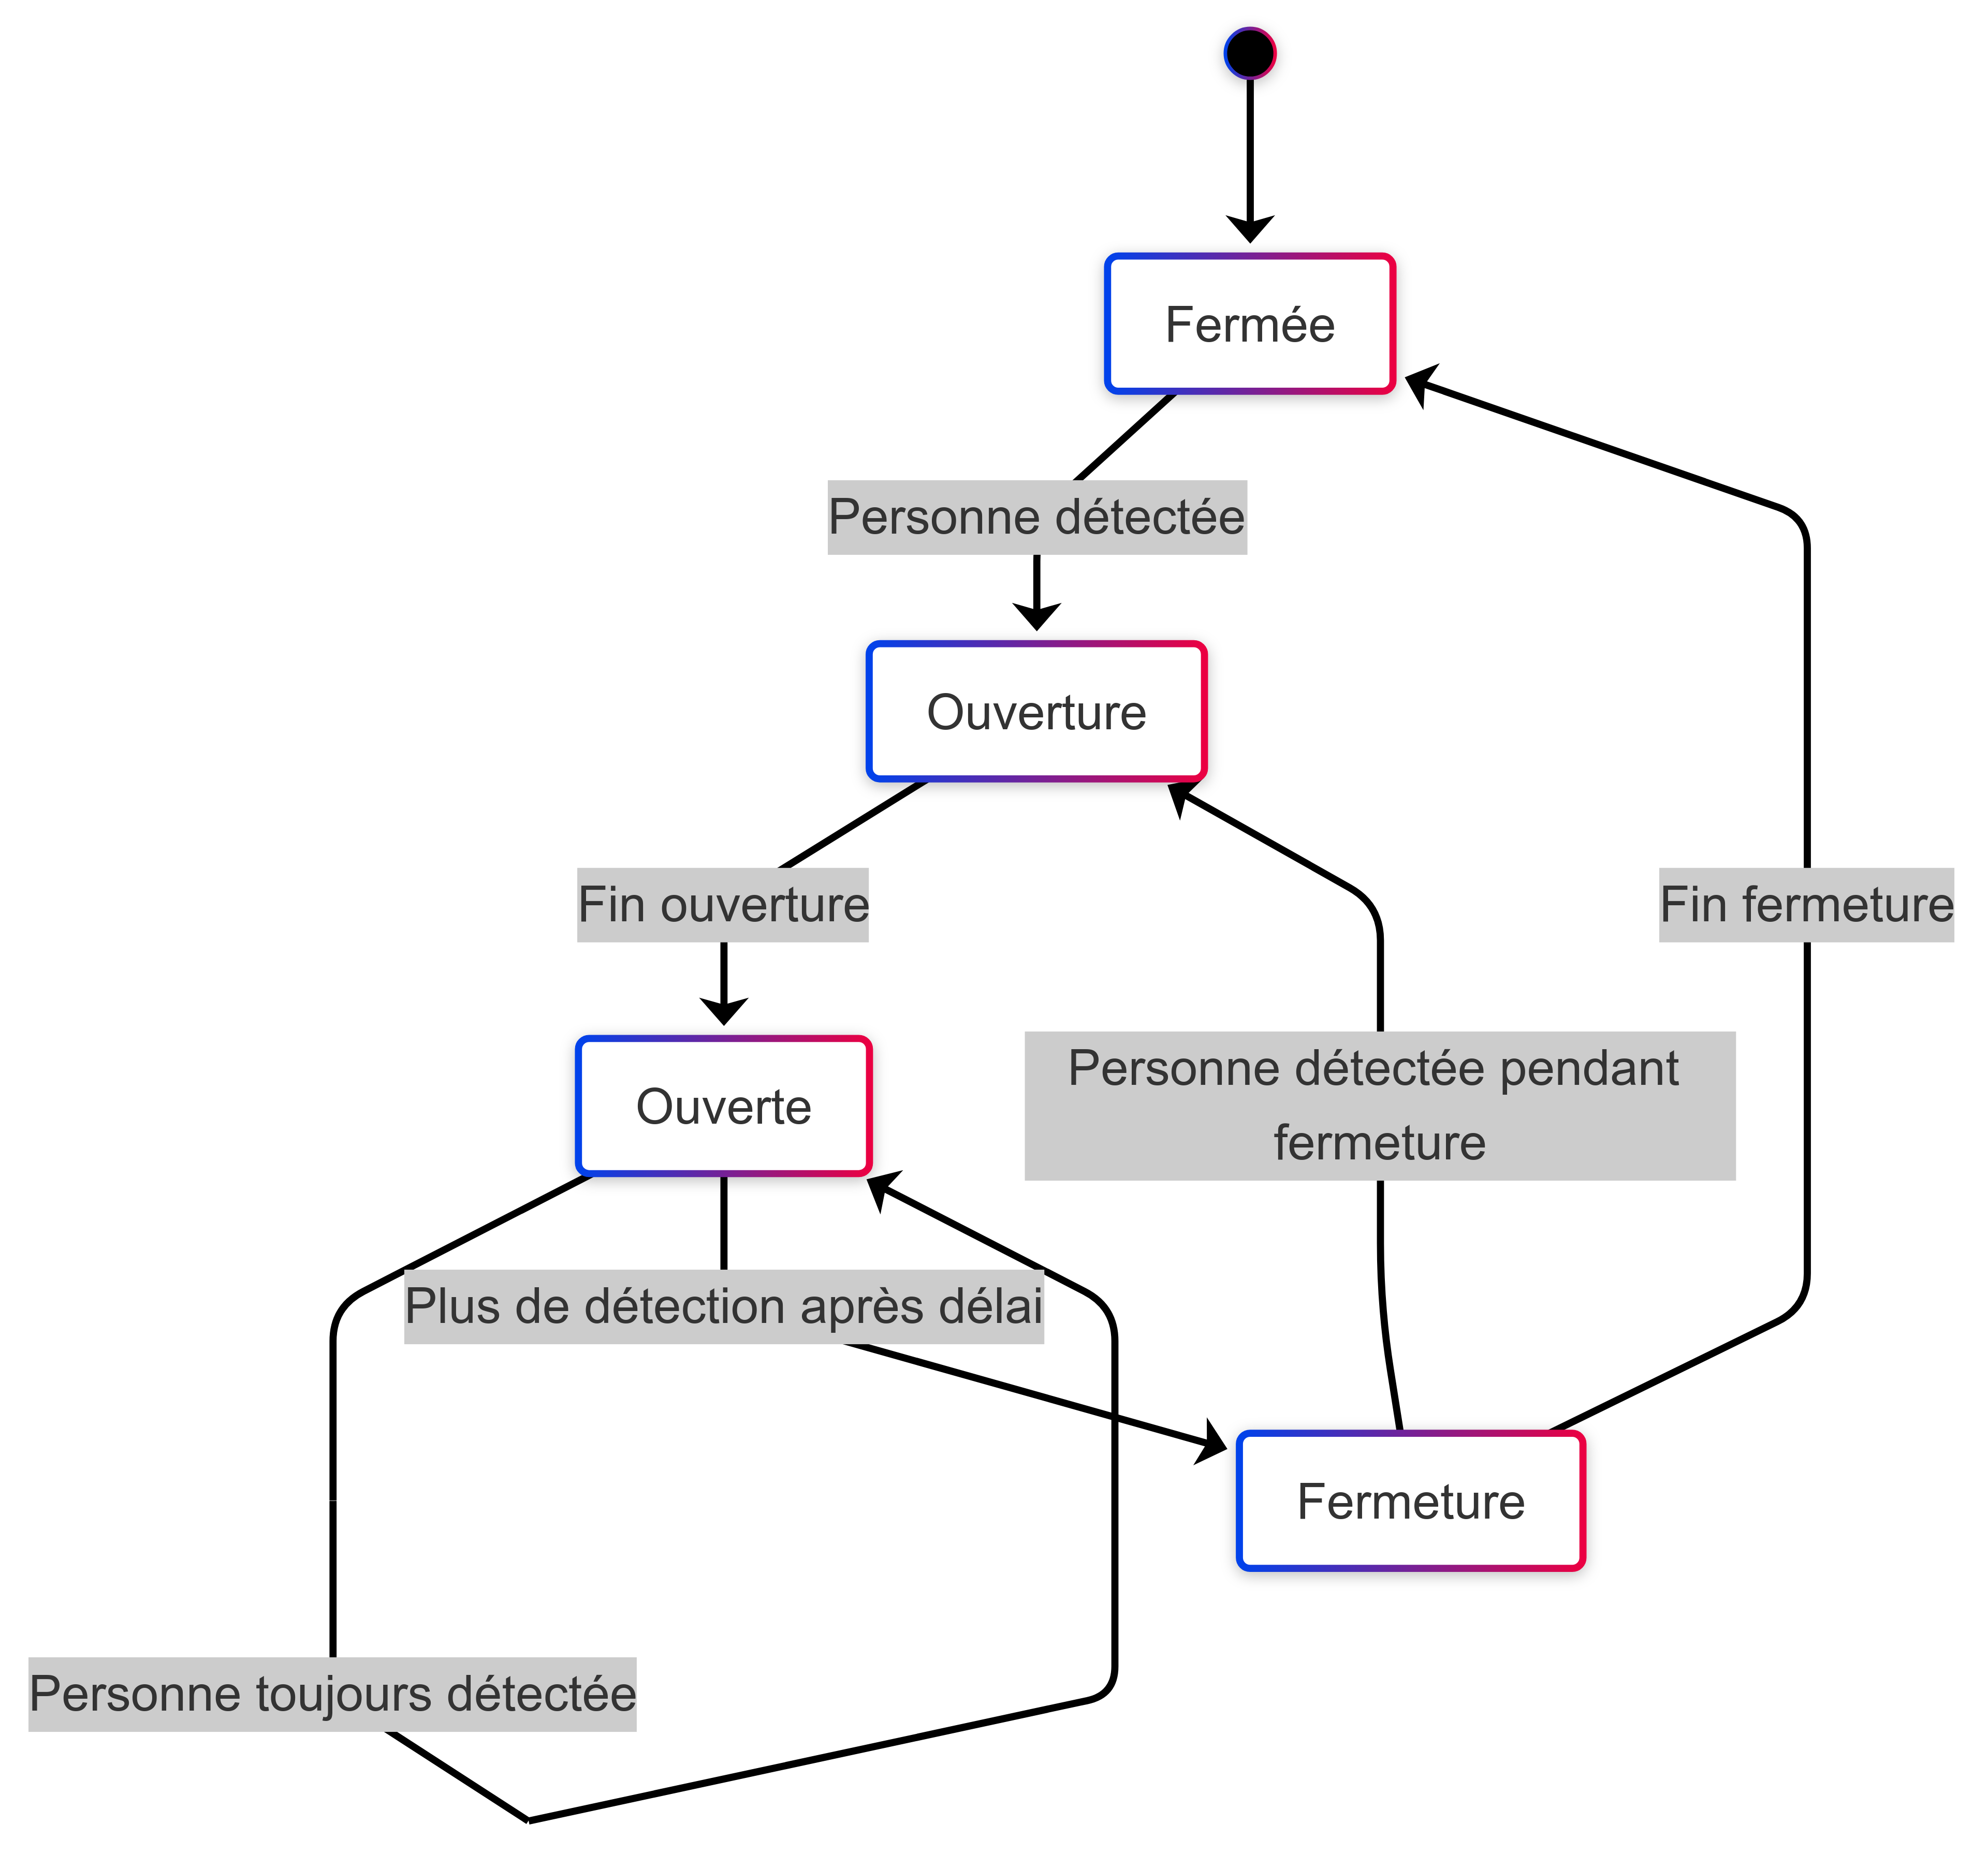 Fermée
Personne détectée
Ouverture
Fin ouverture
Fin fermeture
Ouverte
Personne détectée pendant
fermeture
Plus de détection après délai
Fermeture
Personne toujours détectée